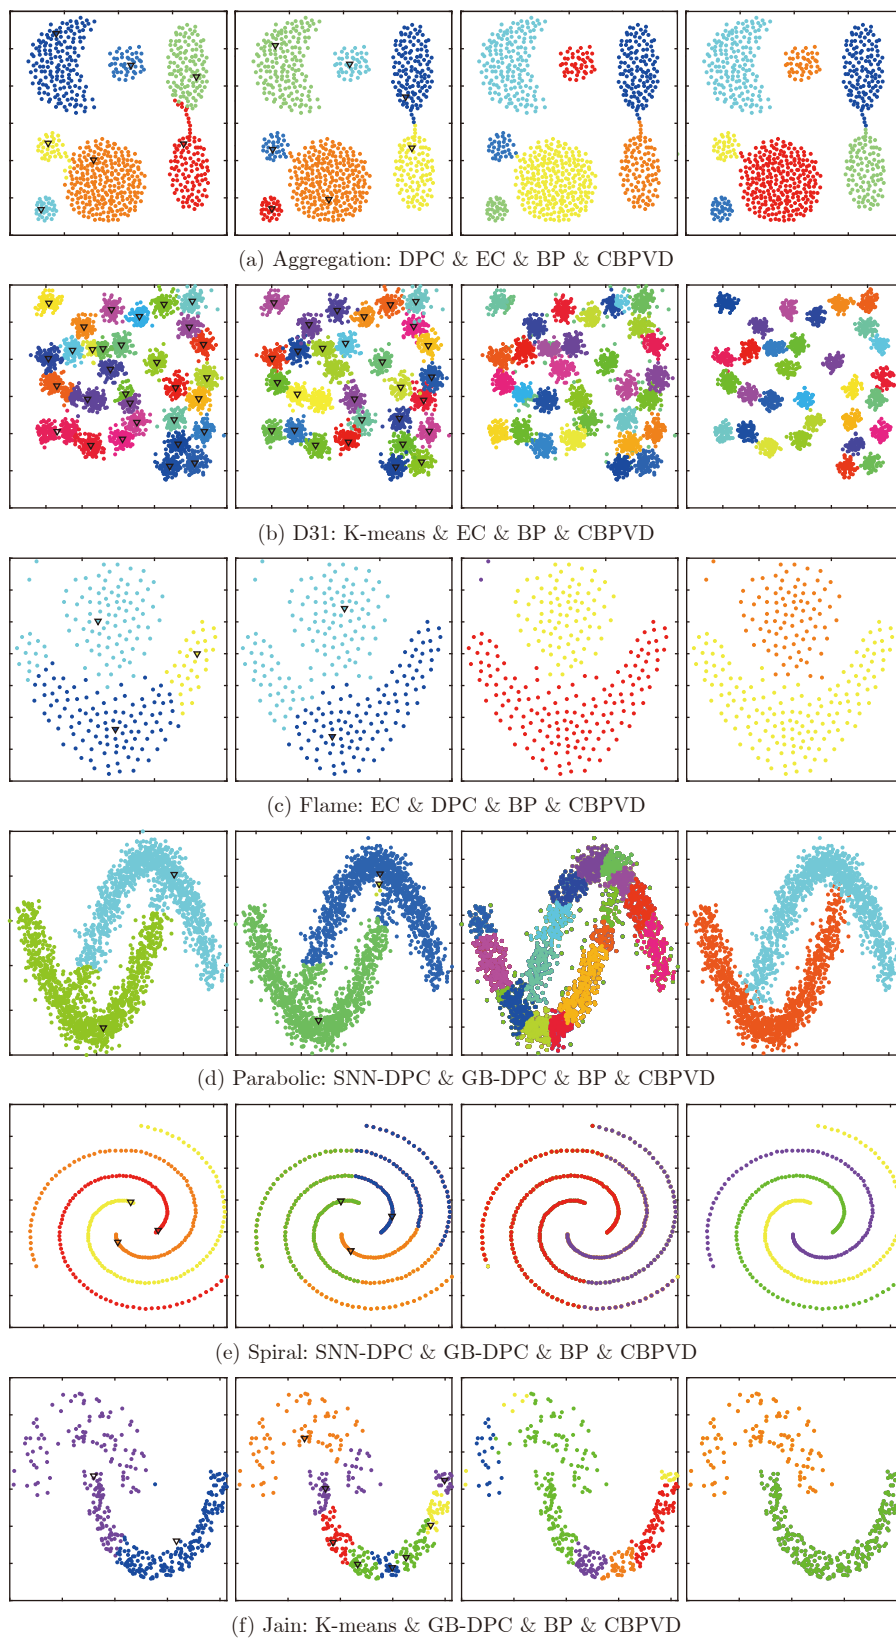 (a) Aggregation: DPC & EC & BP & CBPVD
(b) D31: K-means & EC & BP & CBPVD
(c) Flame: EC & DPC & BP & CBPVD
(d) Parabolic: SNN-DPC & GB-DPC & BP & CBPVD
(e) Spiral: SNN-DPC & GB-DPC & BP & CBPVD
(f) Jain: K-means & GB-DPC & BP & CBPVD